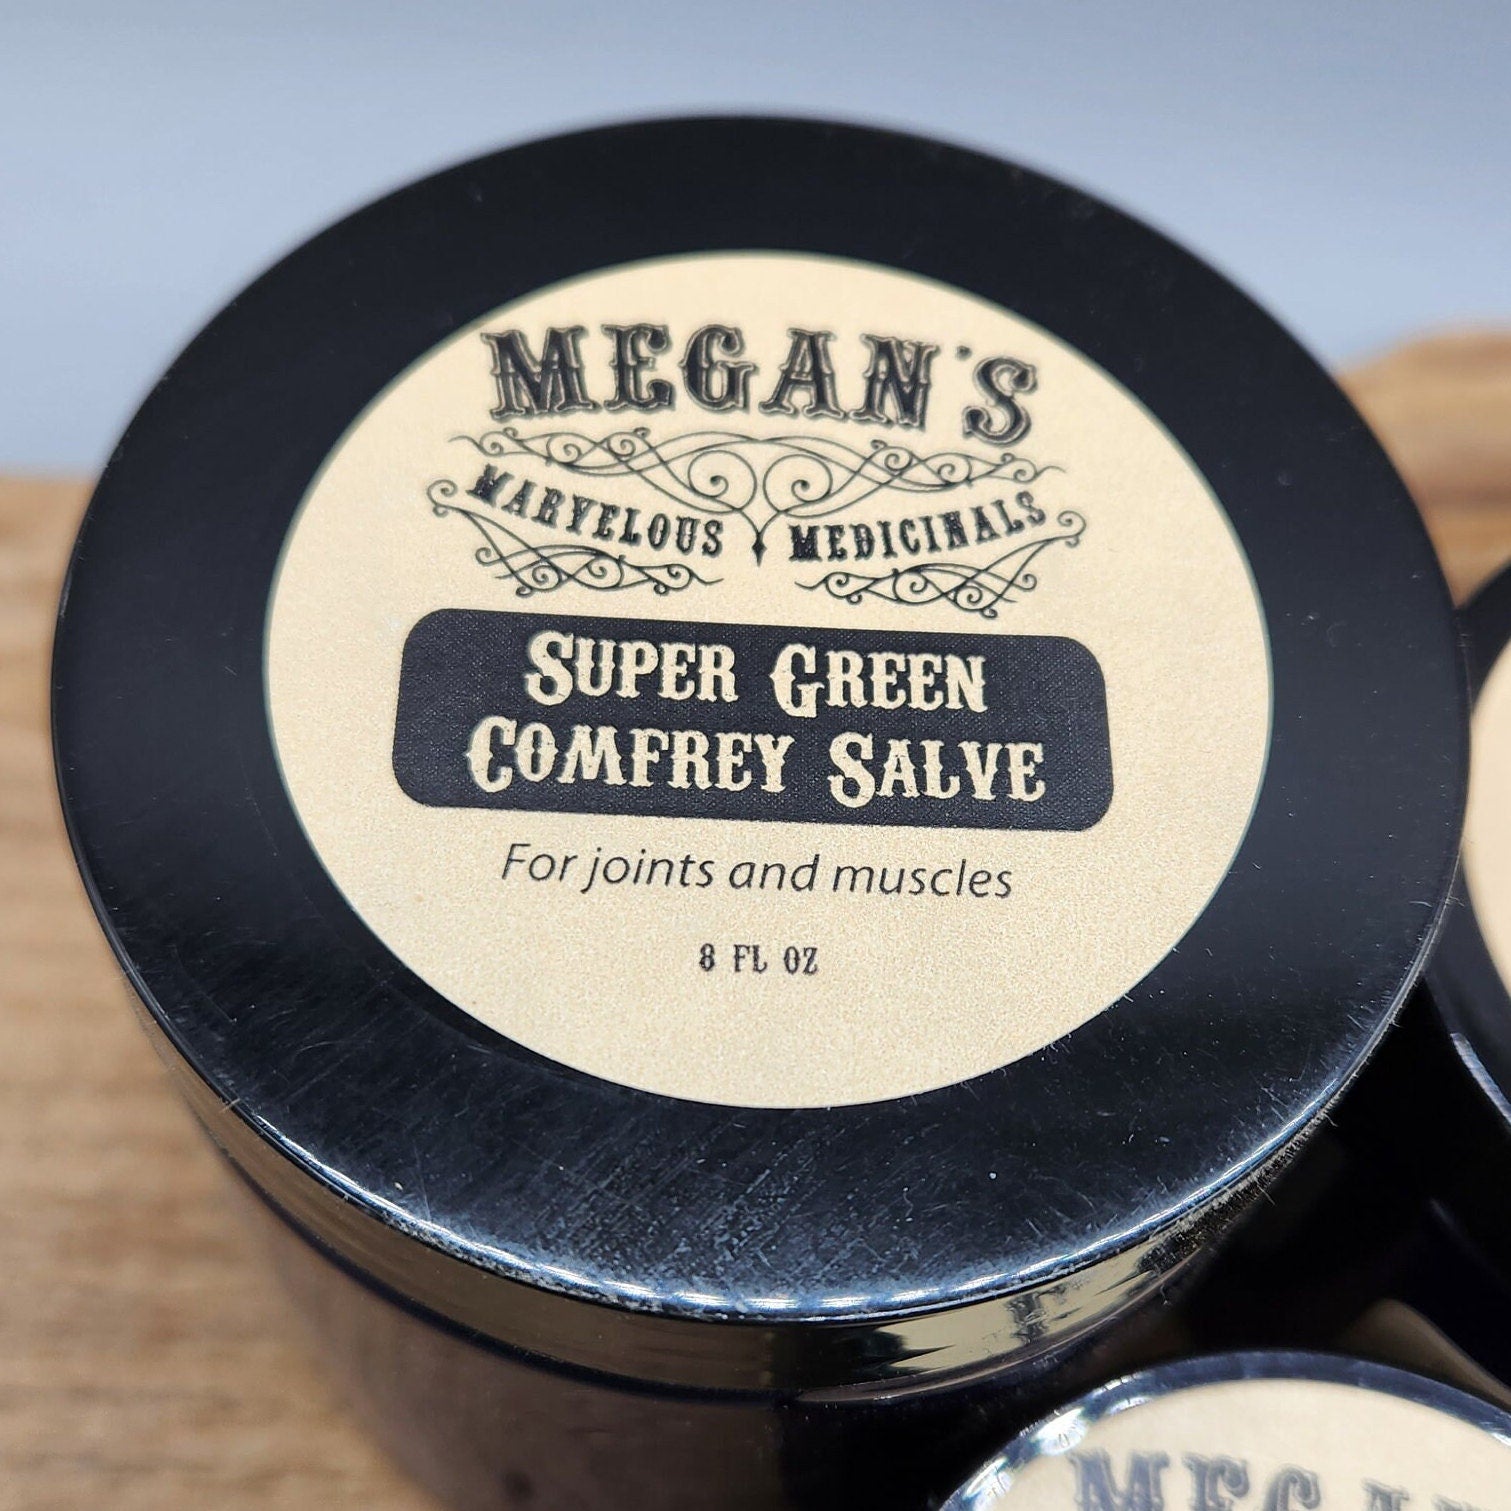 MEGAN'S
MARVELOUS MEDICINALS
SUPER GREEN
COMFREY SALVE
For joints and muscles
8 FL OZ